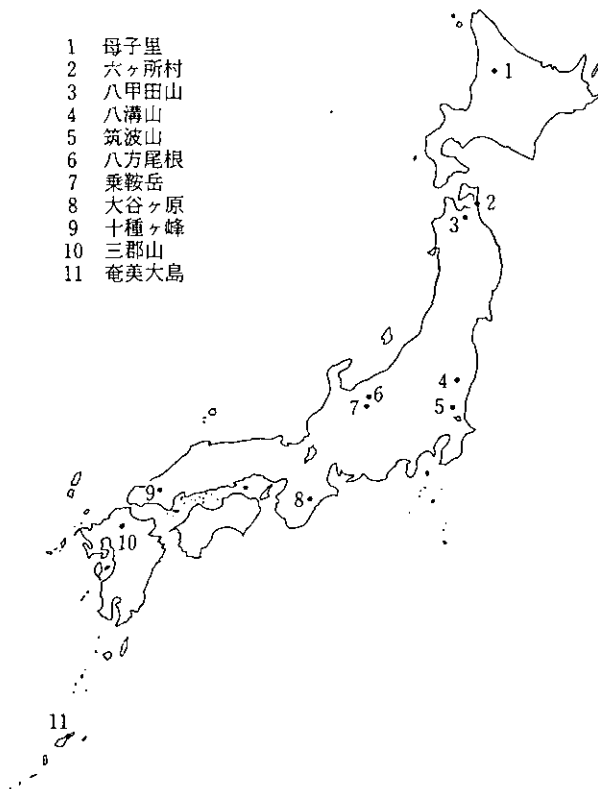 1 母子里
2 六ヶ所村
3 八甲田山
4 八溝山
5 筑波山
6 八方尾根
7 乗鞍岳
8 大谷ヶ原
9 十種ヶ峰
10 三郡山
11 奄美大島
1
2
3
4
5
6
7
8
9
10
11